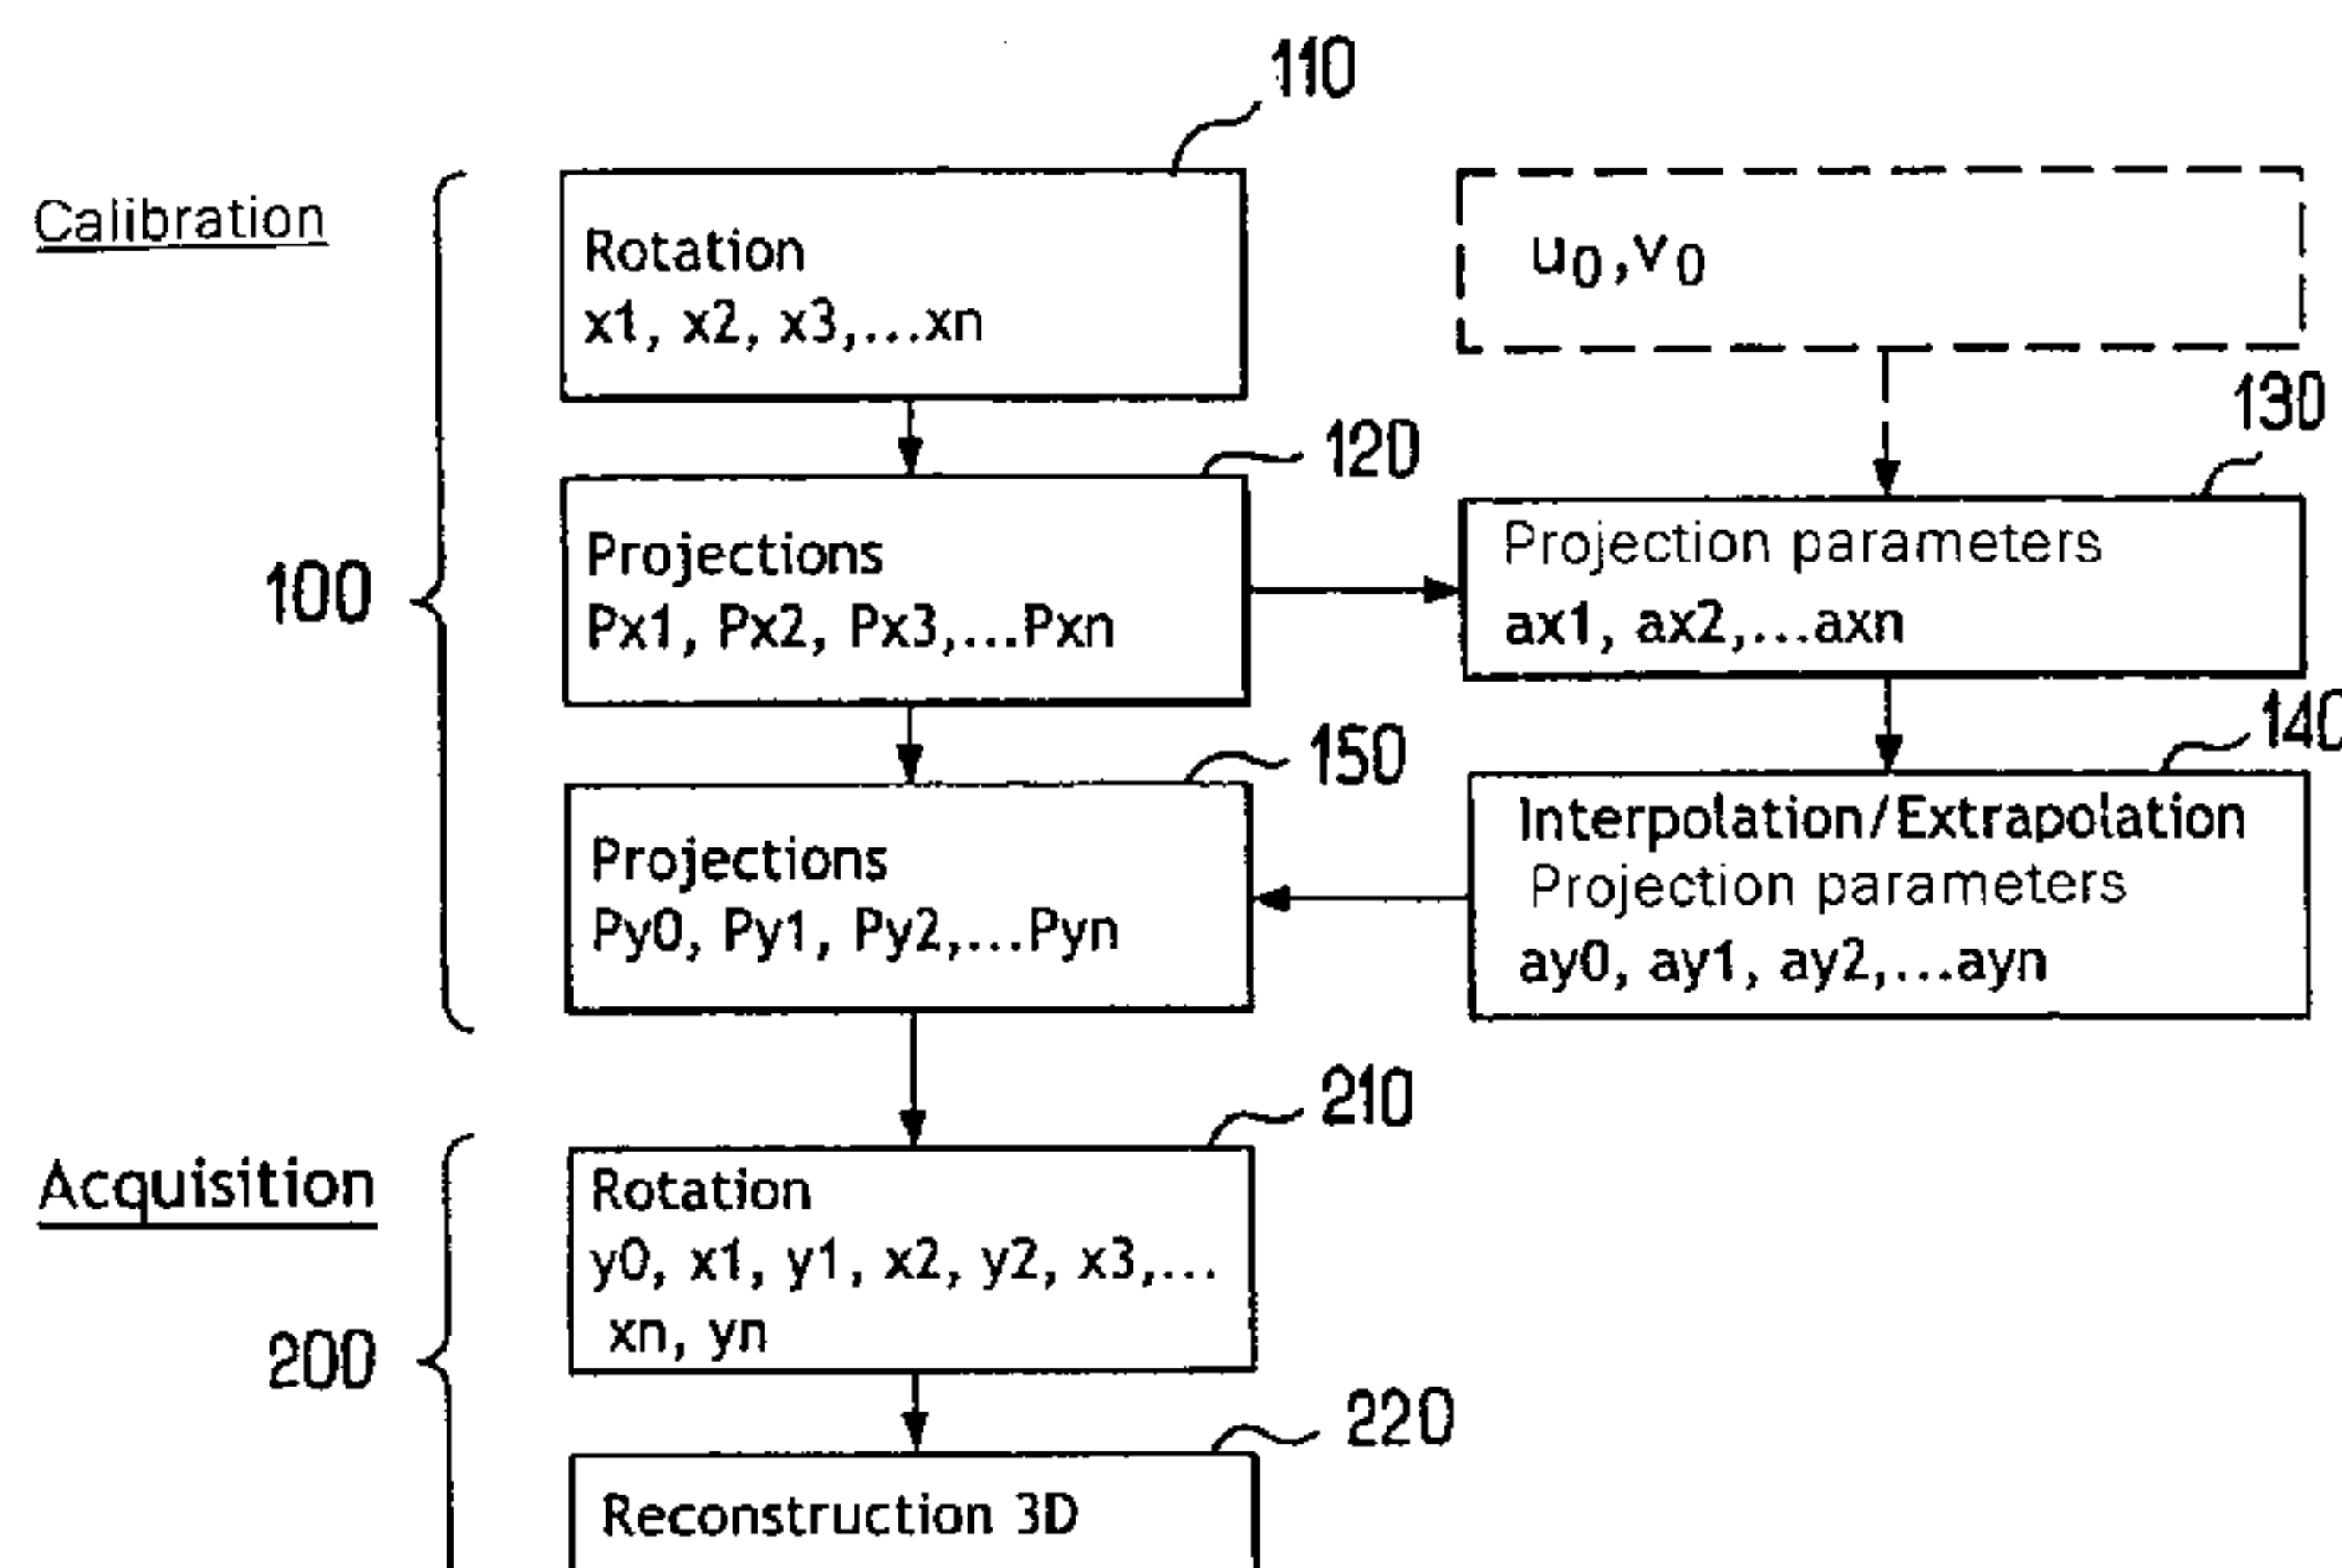 110
Calibration
Rotation
x1, x2, x3,...xn
u0,v0
130
120
Projections
Px1, Px2, Px3,...Pxn
Projection parameters
ax1, ax2,...axn
100
140
150
Projections
Py0, Py1, Py2,...Pyn
Interpolation/Extrapolation
Projection parameters
ay0, ay1, ay2,...ayn
210
Acquisition
Rotation
y0, x1, y1, x2, y2, x3,...
xn, yn
200
220
Reconstruction 3D